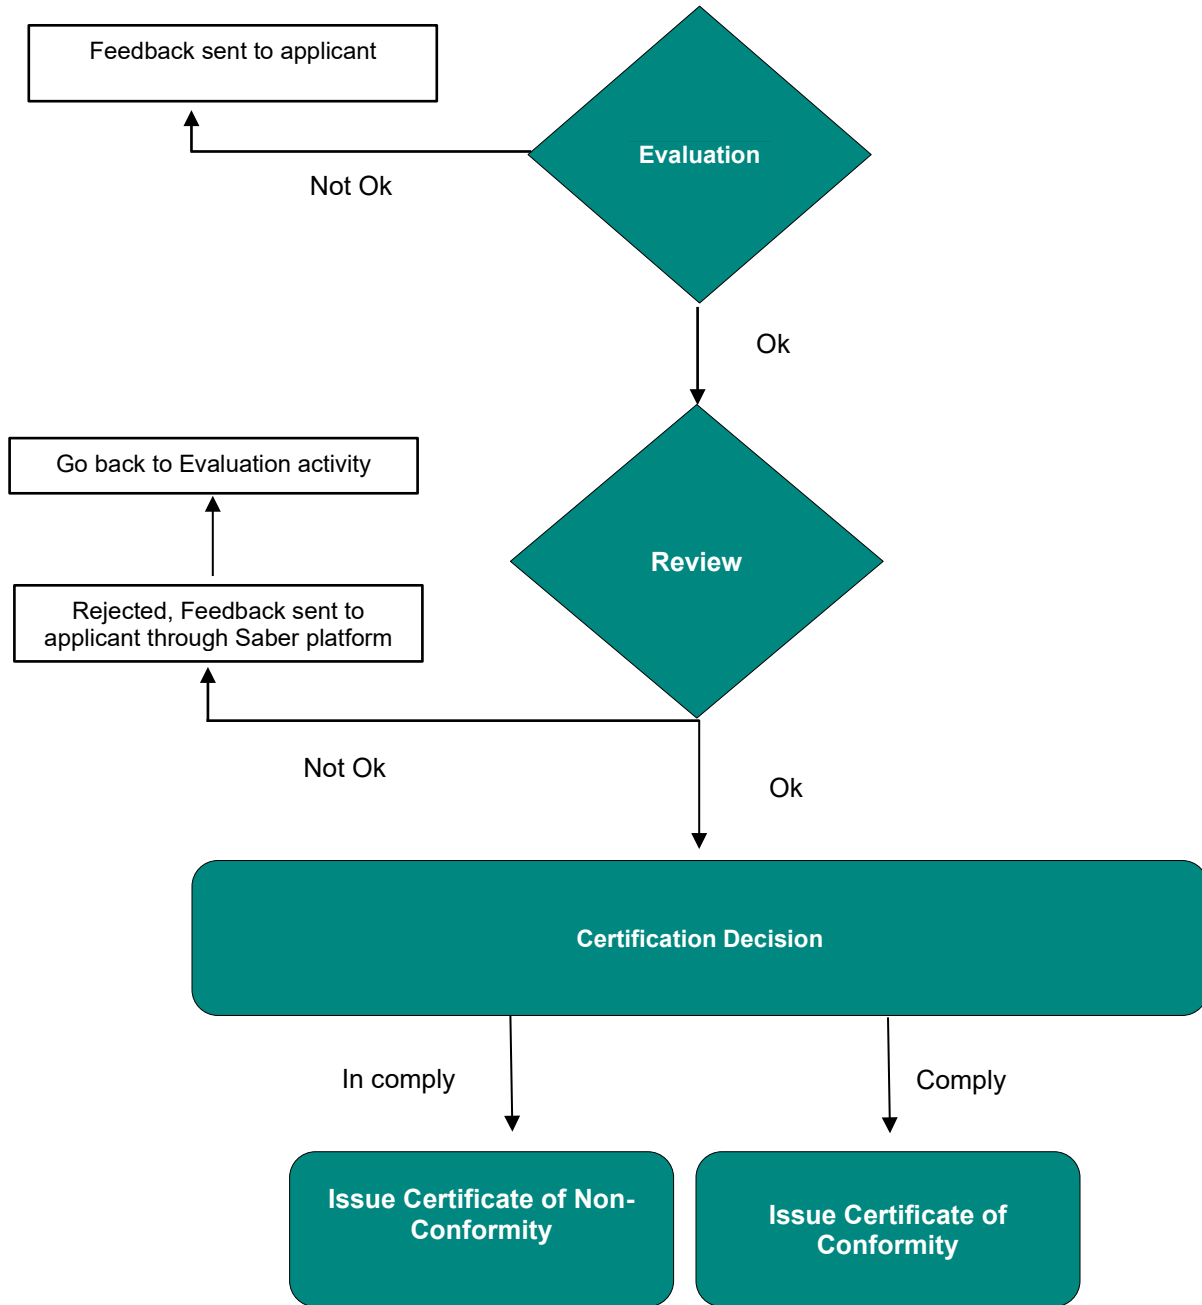 Feedback sent to applicant
Evaluation
Not Ok
Ok
Go back to Evaluation activity
Review
Rejected, Feedback sent to
applicant through Saber platform
Not Ok
Ok
Certification Decision
In comply
Comply
Issue Certificate of Non-
Conformity
Issue Certificate of
Conformity